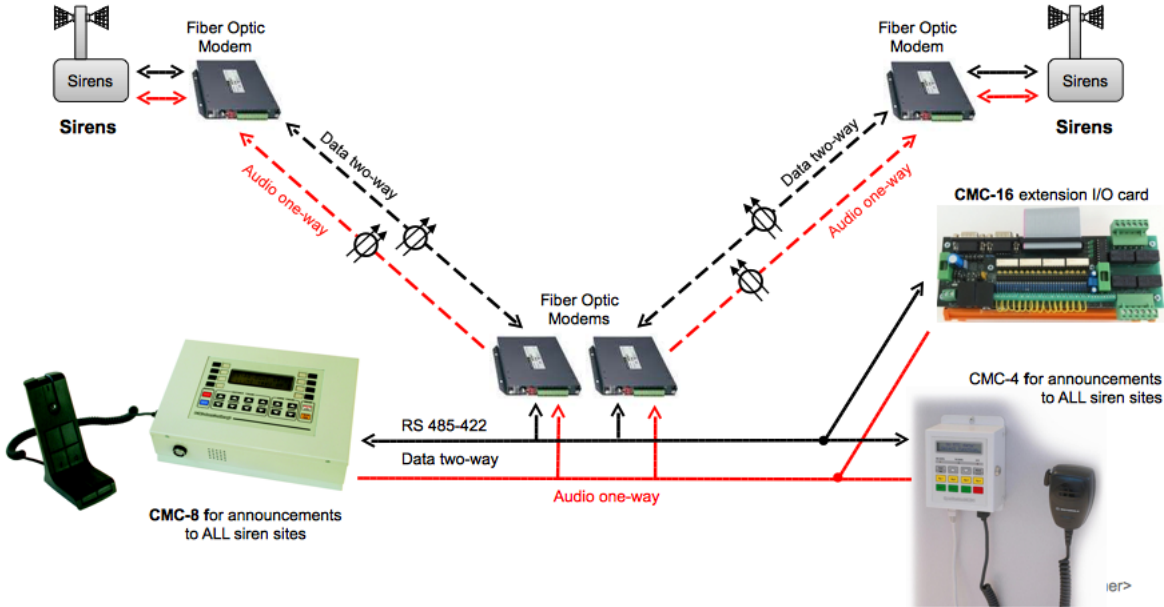 Fiber Optic
Modem
Sirens
Sirens
Data two-way
Audio one-way
Fiber Optic
Modem
Sirens
Sirens
Data two-way
Audio one-way
CMC-16 extension I/O card
Fiber Optic
Modems
CMC-4 for announcements
to ALL siren sites
RS 485-422
Data two-way
Audio one-way
CMC-8 for announcements
to ALL siren sites
ner>